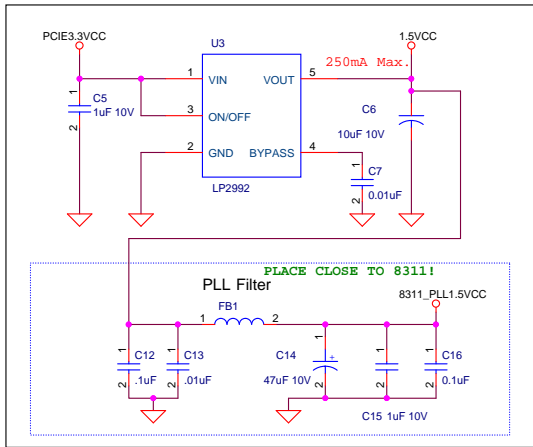 PCIE3.3VCC
U3
1.5VCC
250mA Max.
1 VIN VOUT 5
1
C5
1uF 10V
2
3 ON/OFF
C6
10uF 10V
2 GND BYPASS 4
LP2992
1
C7
0.01uF
2
PLACE CLOSE TO 8311!
PLL Filter
8311_PLL1.5VCC
FB1
1 2
1 C12 .1uF 2
1 C13 .01uF 2
C14 1 + 47uF 10V 2
1 2
C15 1uF 10V
1 C16 0.1uF 2